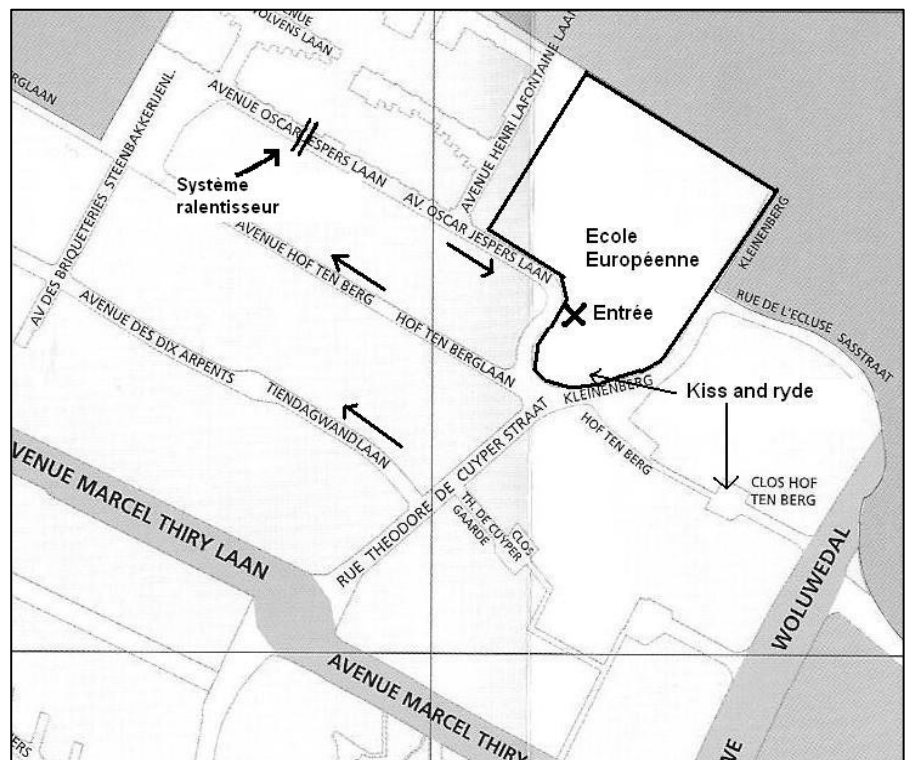 AVENUE
WOLVENS LAAN
BERGLAAN
AVENUE OSCAR JESPERS LAAN
AVENUE HENRI LAFONTAINE LAAN
AV DES BRIQUETERIES STEENBAKKERIJENL.
Système
ralentisseur
AV. OSCAR JESPERS LAAN
Ecole
Européenne
KLEINENBERG
AVENUE HOF TEN BERG
HOF TEN BERGLAAN
Entrée
RUE DE L'ECLUSE SASSTRAAT
AVENUE DES DIX ARPENTS
TIENDAGWANDLAAN
KLEINENBERG
Kiss and ryde
RUE THEODORE DE CUYPER STRAAT
HOF TEN BERG
CLOS HOF
TEN BERG
TH. DE CUYPER
GAARDE
CLOS
AVENUE MARCEL THIRY LAAN
WOLUWEDAL
AVENUE MARCEL THIRY